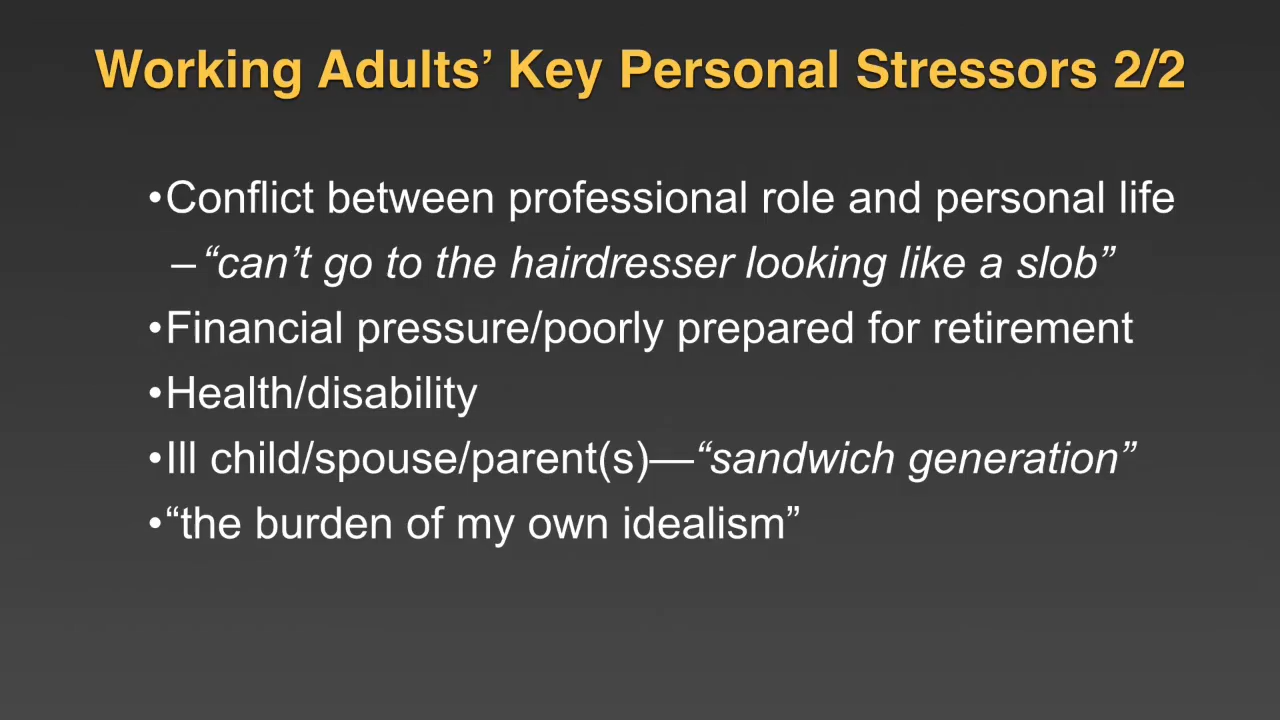 Working Adults’ Key Personal Stressors 2/2
•Conflict between professional role and personal life
–“can’t go to the hairdresser looking like a slob”
•Financial pressure/poorly prepared for retirement
•Health/disability
•Ill child/spouse/parent(s)—“sandwich generation”
•“the burden of my own idealism”